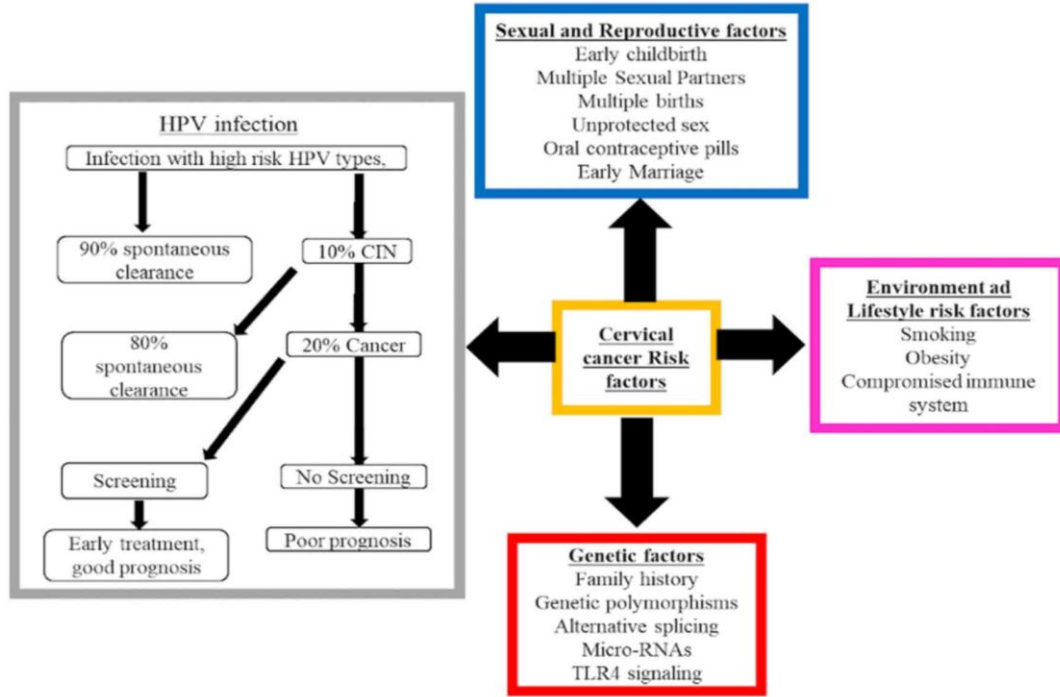 Sexual and Reproductive factors
Early childbirth
Multiple Sexual Partners
Multiple births
Unprotected sex
Oral contraceptive pills
Early Marriage
HPV infection
Infection with high risk HPV types,
90% spontaneous
clearance
10% CIN
80%
spontaneous
clearance
20% Cancer
Screening
No Screening
Early treatment,
good prognosis
Poor prognosis
Cervical
cancer Risk
factors
Environment ad
Lifestyle risk factors
Smoking
Obesity
Compromised immune
system
Genetic factors
Family history
Genetic polymorphisms
Alternative splicing
Micro-RNAs
TLR4 signaling